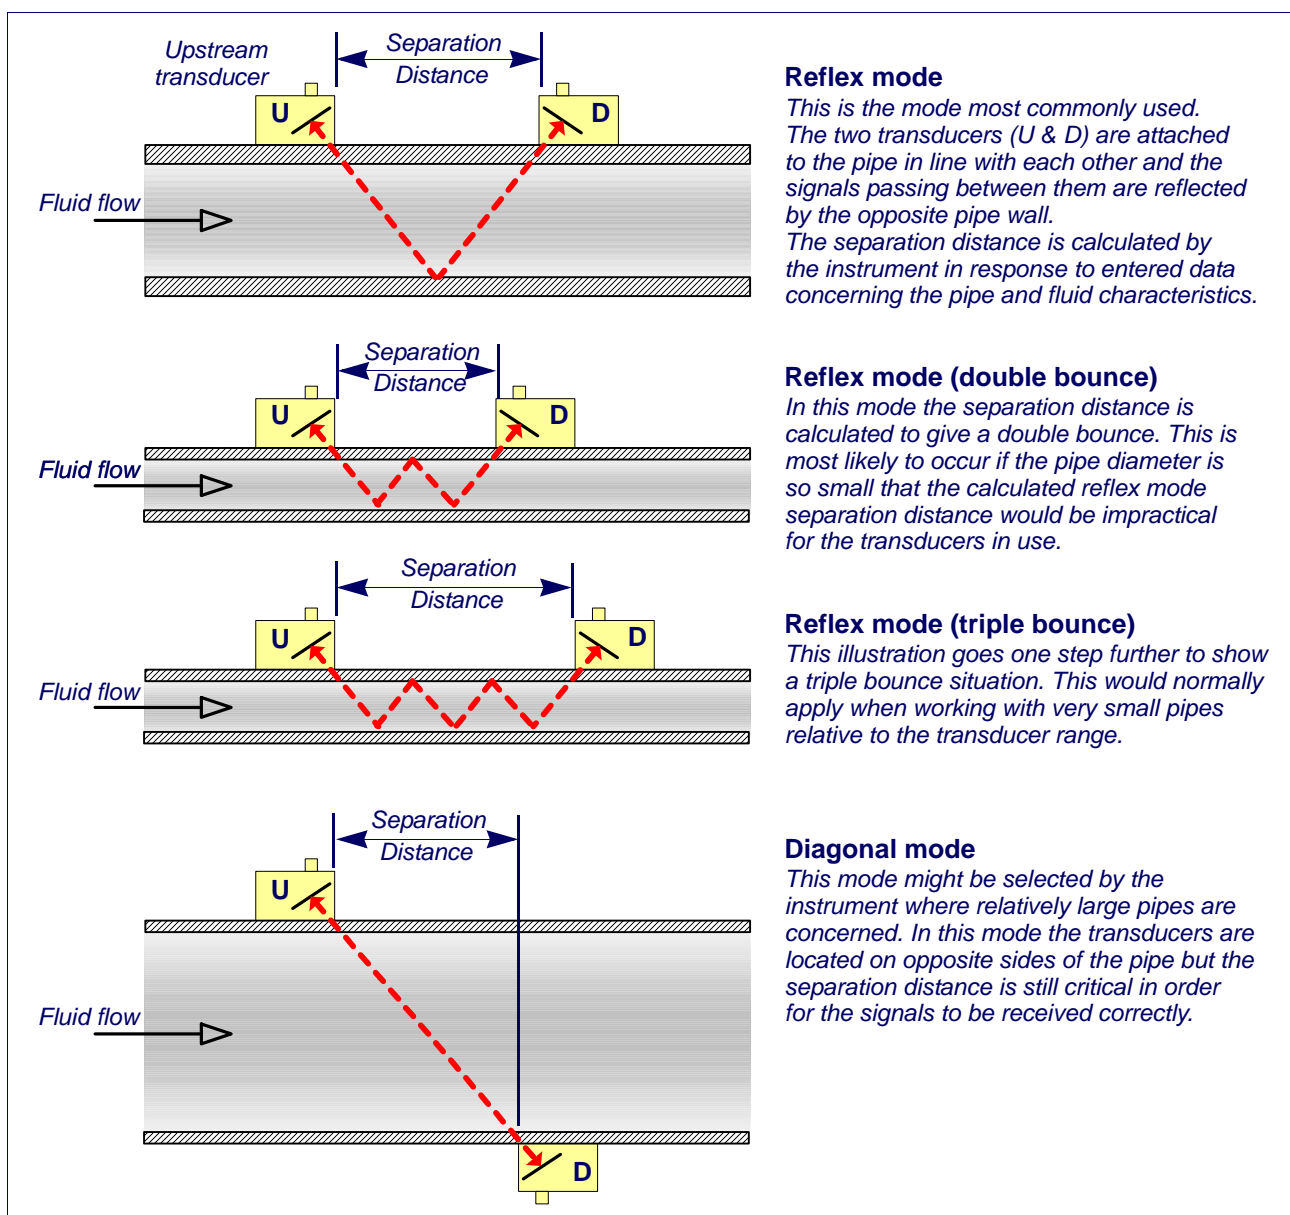 Upstream
transducer
Separation
Distance
U
D
Fluid flow
Reflex mode
This is the mode most commonly used.
The two transducers (U & D) are attached
to the pipe in line with each other and the
signals passing between them are reflected
by the opposite pipe wall.
The separation distance is calculated by
the instrument in response to entered data
concerning the pipe and fluid characteristics.
Separation
Distance
U
D
Fluid flow
Reflex mode (double bounce)
In this mode the separation distance is
calculated to give a double bounce. This is
most likely to occur if the pipe diameter is
so small that the calculated reflex mode
separation distance would be impractical
for the transducers in use.
Separation
Distance
U
D
Fluid flow
Reflex mode (triple bounce)
This illustration goes one step further to show
a triple bounce situation. This would normally
apply when working with very small pipes
relative to the transducer range.
Separation
Distance
U
Fluid flow
D
Diagonal mode
This mode might be selected by the
instrument where relatively large pipes are
concerned. In this mode the transducers are
located on opposite sides of the pipe but the
separation distance is still critical in order
for the signals to be received correctly.